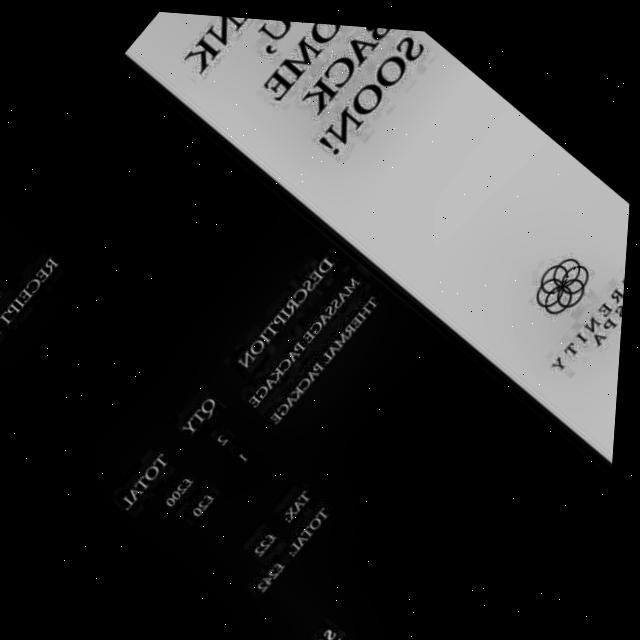 RECEIPT
DESCRIPTION QTY TOTAL
MASSAGE PACKAGE 2 £200
THERMAL PACKAGE 1 £20
TAX £22
TOTAL £242
NK
U,
OME
BACK
SOON!
RENITY
SPA